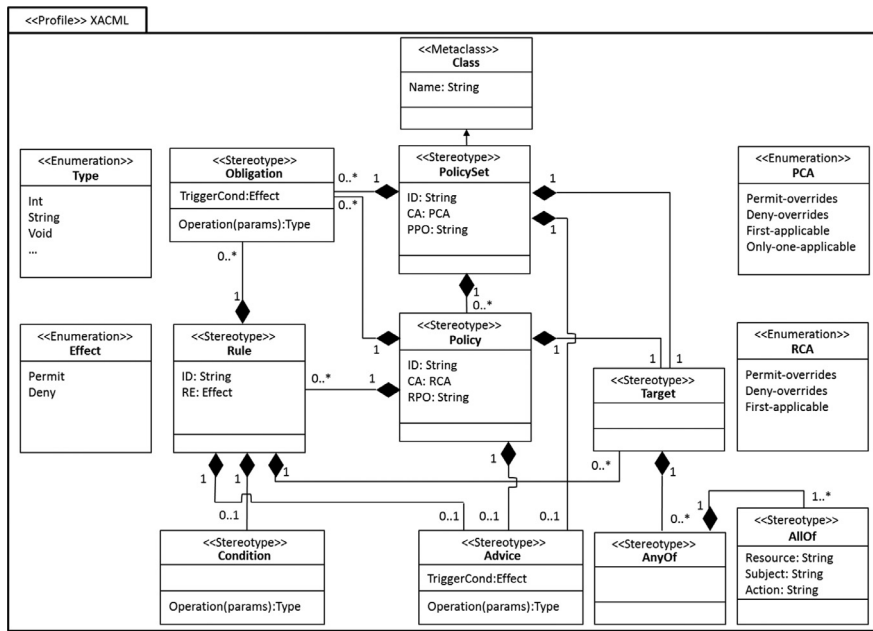 <<Profile>> XACML
<<Metaclass>>
Class
Name: String
<<Enumeration>>
Type
Int
String
Void
...
<<Stereotype>>
Obligation
TriggerCond:Effect
Operation(params):Type
0..*
1
0..*
<<Stereotype>>
PolicySet
ID: String
CA: PCA
PPO: String
1
1
<<Enumeration>>
PCA
Permit-overrides
Deny-overrides
First-applicable
Only-one-applicable
0..*
1
1
0..*
<<Enumeration>>
Effect
Permit
Deny
<<Stereotype>>
Rule
ID: String
RE: Effect
0..*
1
1
<<Stereotype>>
Policy
ID: String
CA: RCA
RPO: String
1
1
1
<<Enumeration>>
RCA
Permit-overrides
Deny-overrides
First-applicable
<<Stereotype>>
Target
1
1
1
1
0..*
1
0..1
0..1
0..1
0..1
0..*
1
1..*
<<Stereotype>>
Condition
Operation(params):Type
<<Stereotype>>
Advice
TriggerCond:Effect
Operation(params):Type
<<Stereotype>>
AnyOf
<<Stereotype>>
AllOf
Resource: String
Subject: String
Action: String